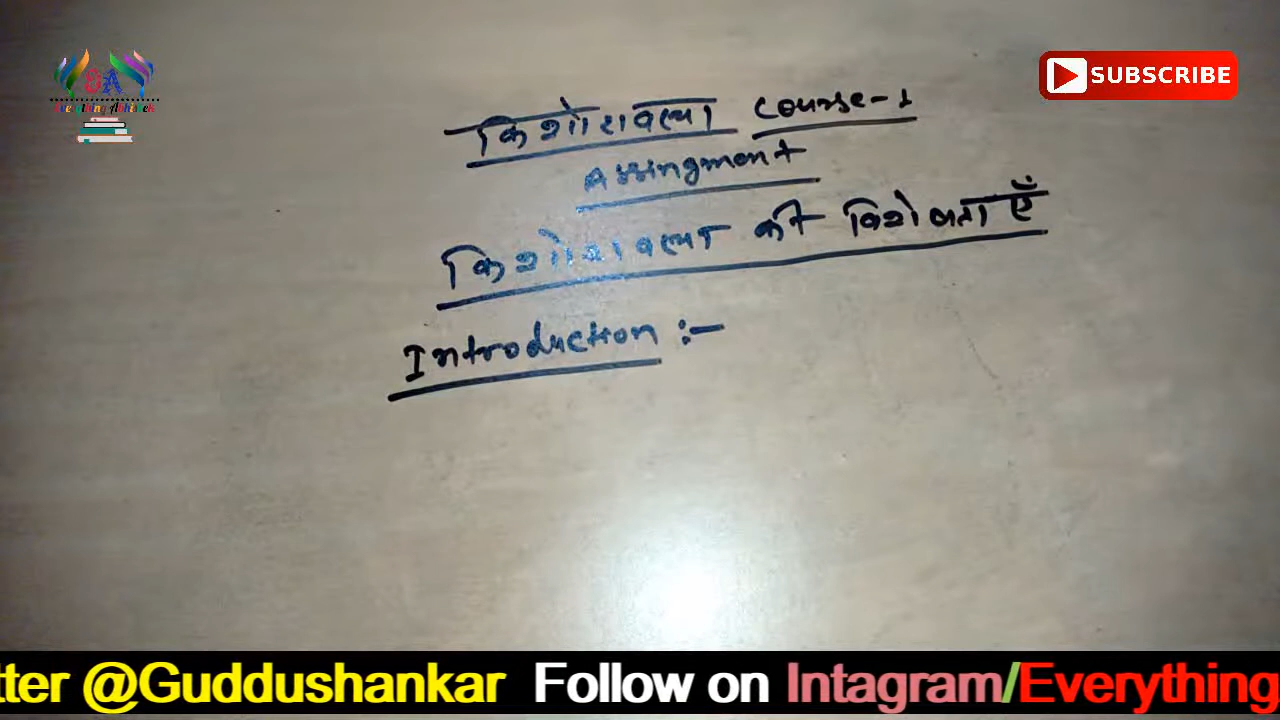 SUBSCRIBE
किशोरावस्था Course-1
Assingment
किशोरावस्था की विशेषताएँ
Introduction :-
tter @Guddushankar Follow on Intagram/Everything